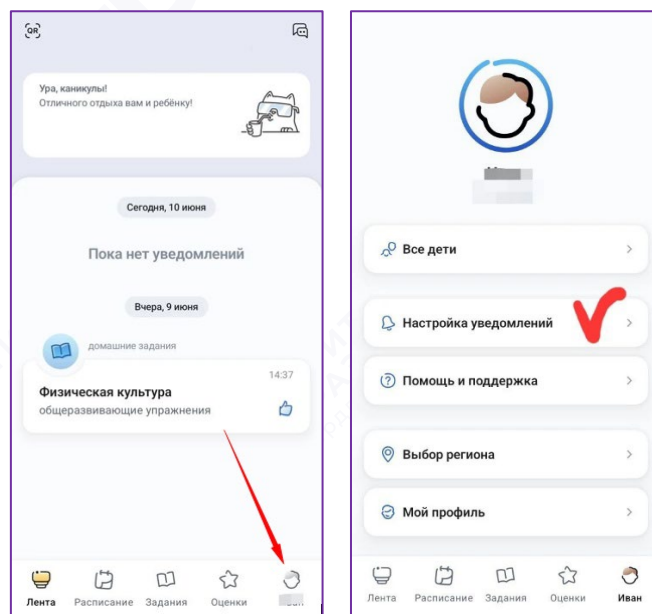 QR
Ура, каникулы!
Отличного отдыха вам и ребёнку!
Сегодня, 10 июня
Пока нет уведомлений
Вчера, 9 июня
домашние задания
14:37
Физическая культура
общеразвивающие упражнения
Лента Расписание Задания Оценки
Все дети
Настройка уведомлений
Помощь и поддержка
Выбор региона
Мой профиль
Лента Расписание Задания Оценки Иван